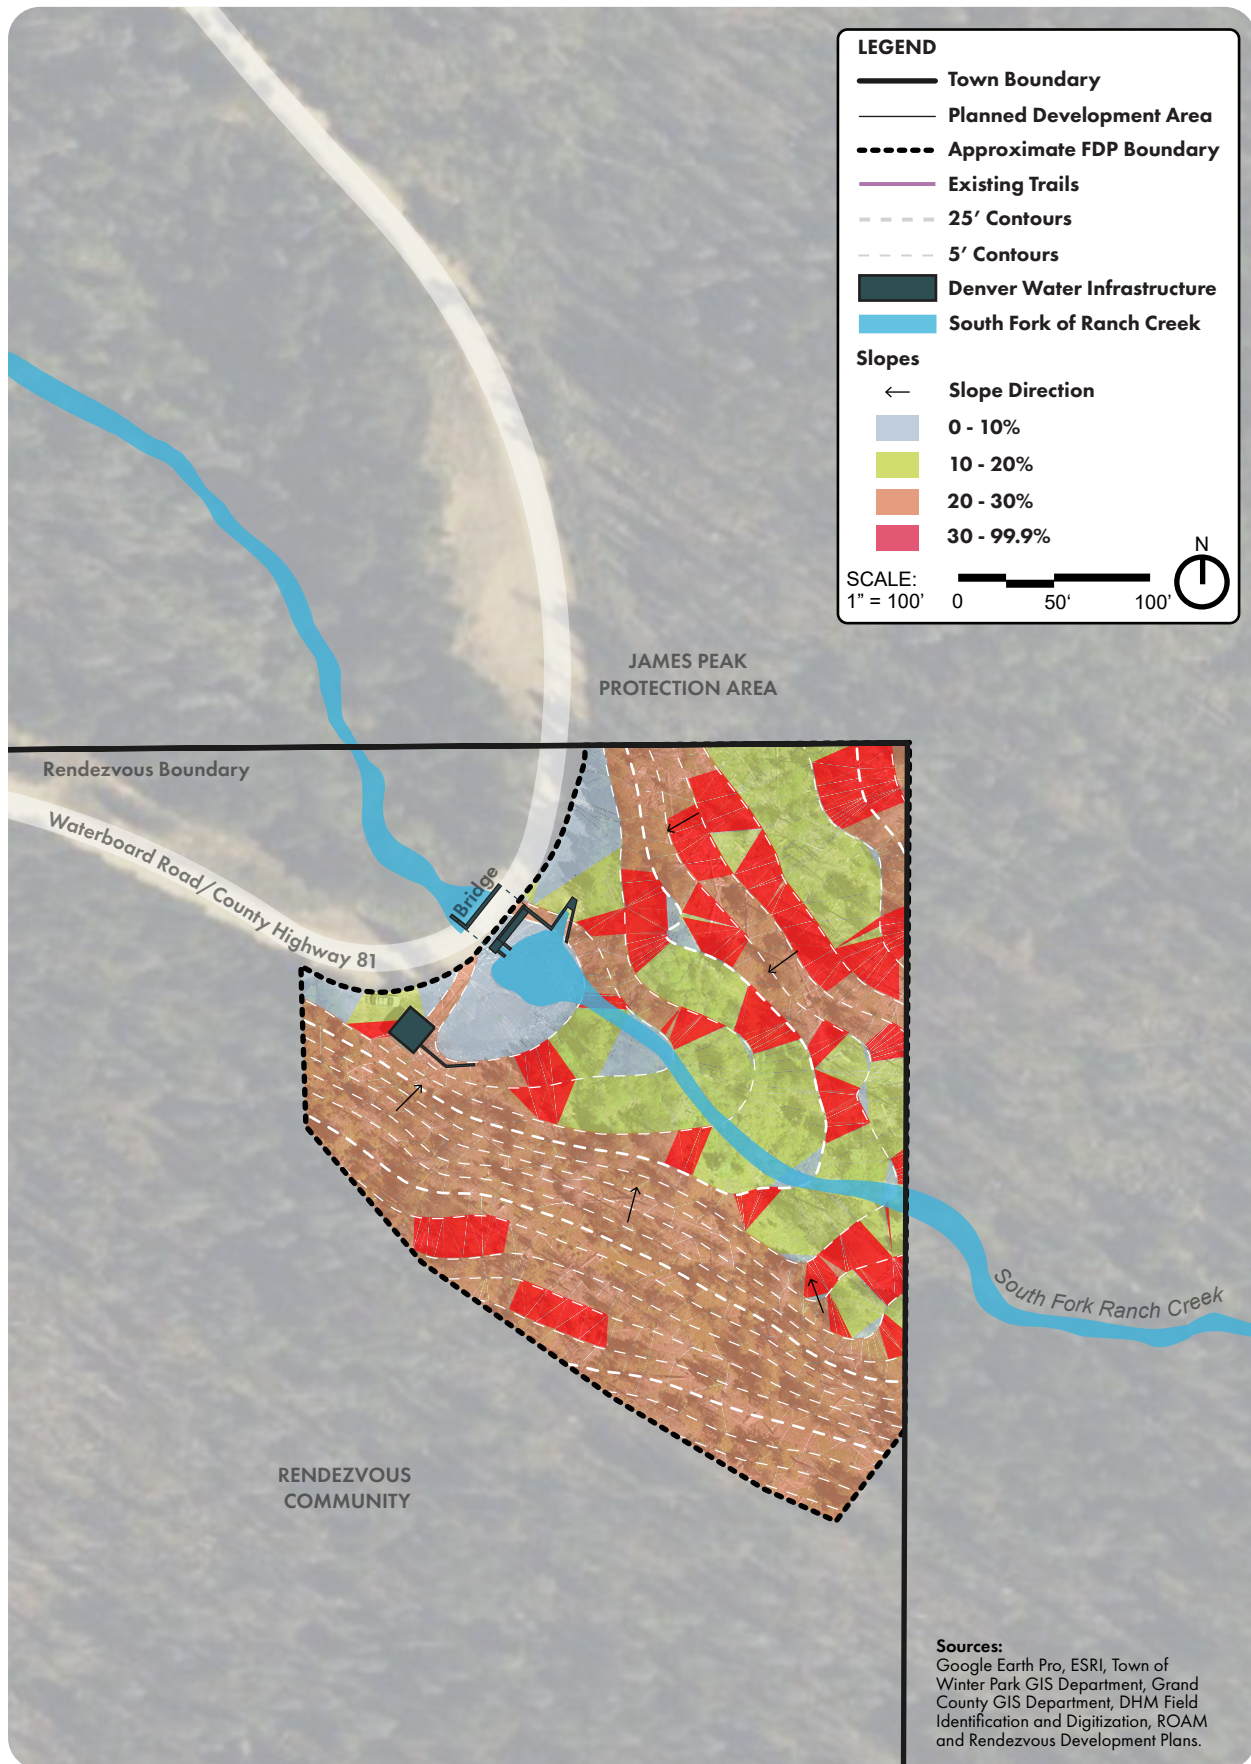 LEGEND
Town Boundary
Planned Development Area
Approximate FDP Boundary
Existing Trails
25' Contours
5' Contours
Denver Water Infrastructure
South Fork of Ranch Creek
Slopes
Slope Direction
0 - 10%
10 - 20%
20 - 30%
30 - 99.9%
N
SCALE:
1" = 100'
0 50' 100'
JAMES PEAK
PROTECTION AREA
Rendezvous Boundary
Waterboard Road/County Highway 81
Bridge
South Fork Ranch Creek
RENDEZVOUS
COMMUNITY
Sources:
Google Earth Pro, ESRI, Town of
Winter Park GIS Department, Grand
County GIS Department, DHM Field
Identification and Digitization, ROAM
and Rendezvous Development Plans.